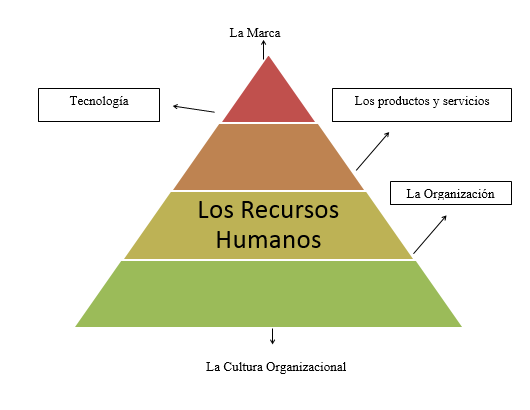 La Marca
Tecnología
Los productos y servicios
La Organización
Los Recursos
Humanos
La Cultura Organizacional